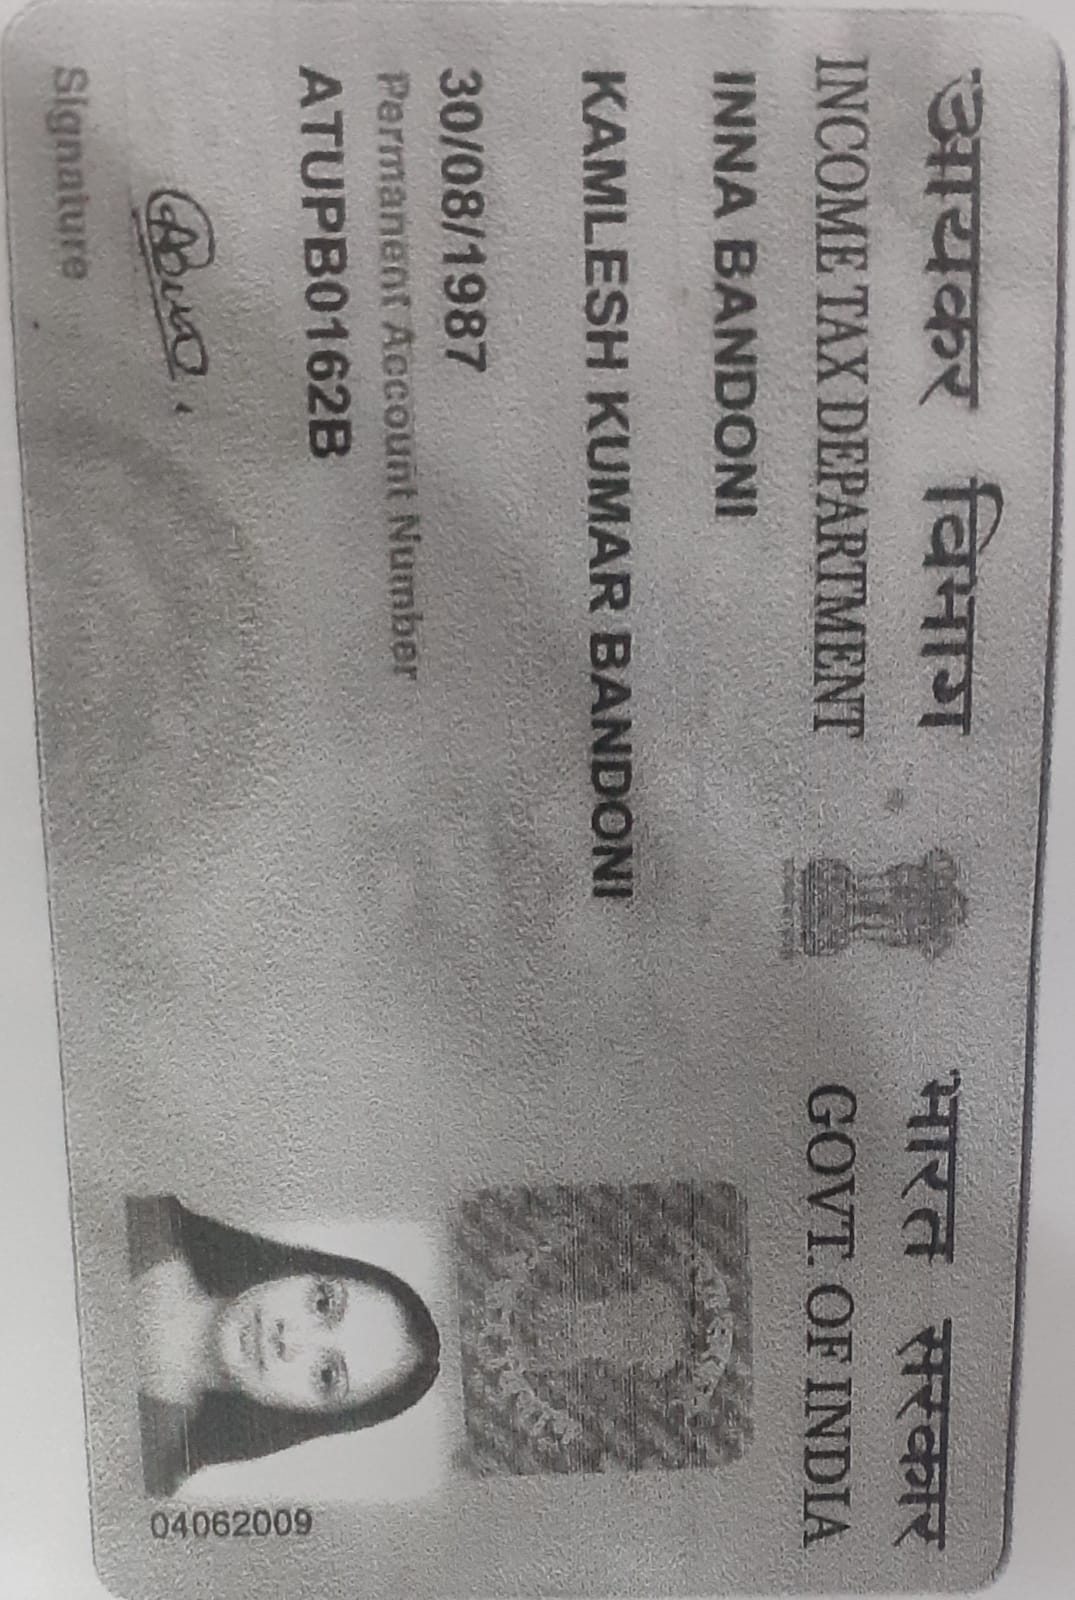 आयकर विभाग
INCOME TAX DEPARTMENT
भारत सरकार
GOVT. OF INDIA
INNA BANDONI
KAMLESH KUMAR BANDONI
30/08/1987
Permanent Account Number
ATUPB0162B
Signature
04062009